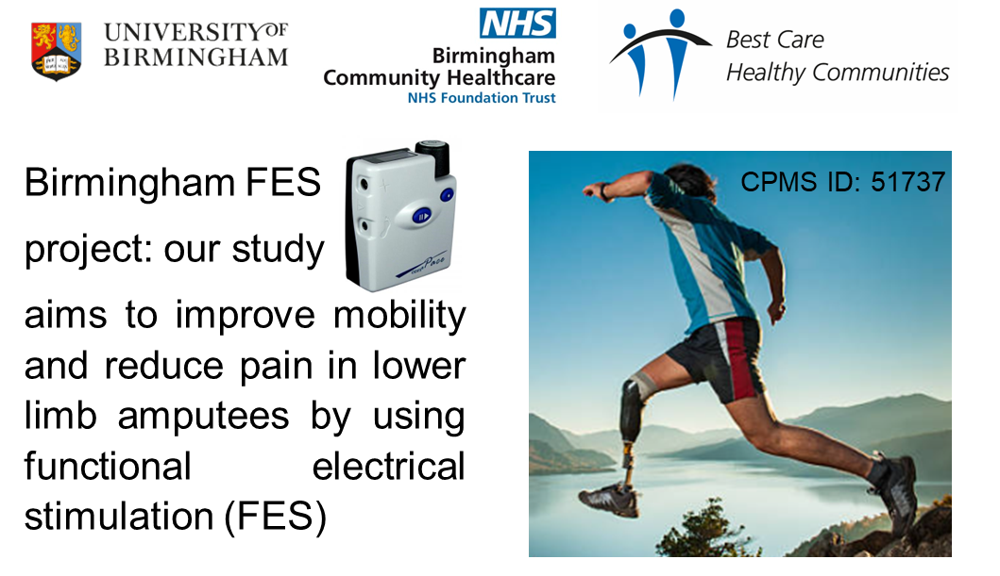 UNIVERSITY OF
BIRMINGHAM
NHS
Birmingham
Community Healthcare
NHS Foundation Trust
Best Care
Healthy Communities
Birmingham FES
project: our study
aims to improve mobility
and reduce pain in lower
limb amputees by using
functional electrical
stimulation (FES)
Pace
CPMS ID: 51737